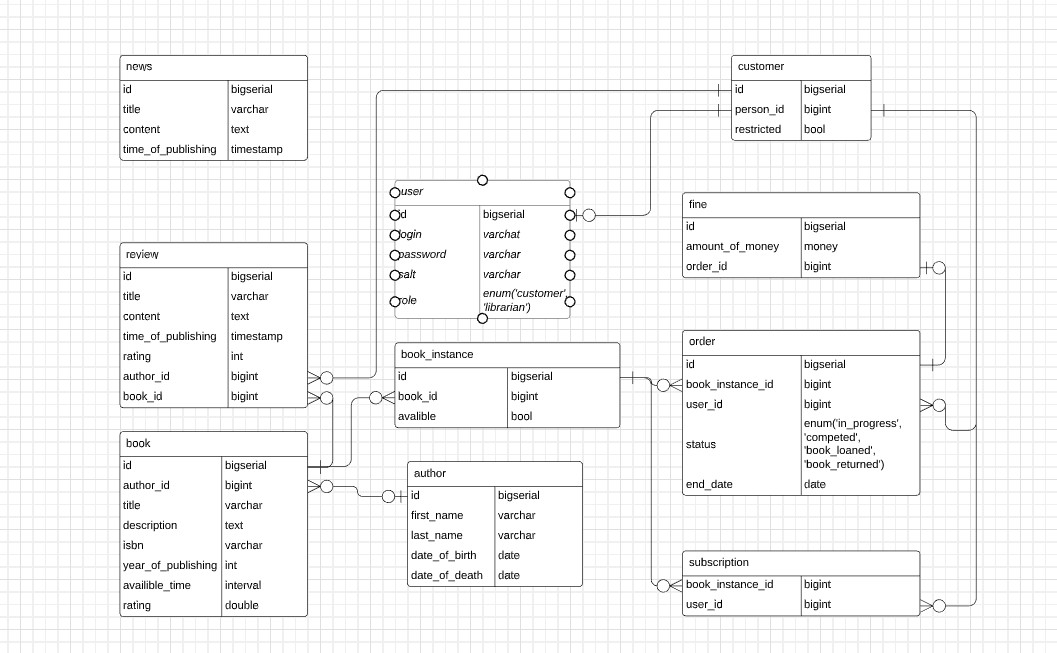 news
id bigserial
title varchar
content text
time_of_publishing timestamp
customer
id bigserial
person_id bigint
restricted bool
user
id bigserial
login varchat
password varchar
salt varchar
role enum('customer',
'librarian')
fine
id bigserial
amount_of_money money
order_id bigint
review
id bigserial
title varchar
content text
time_of_publishing timestamp
rating int
author_id bigint
book_id bigint
book_instance
id bigserial
book_id bigint
avalible bool
order
id bigserial
book_instance_id bigint
user_id bigint
status enum('in_progress',
'competed',
'book_loaned',
'book_returned')
end_date date
book
id bigserial
author_id bigint
title varchar
description text
isbn varchar
year_of_publishing int
availible_time interval
rating double
author
id bigserial
first_name varchar
last_name varchar
date_of_birth date
date_of_death date
subscription
book_instance_id bigint
user_id bigint